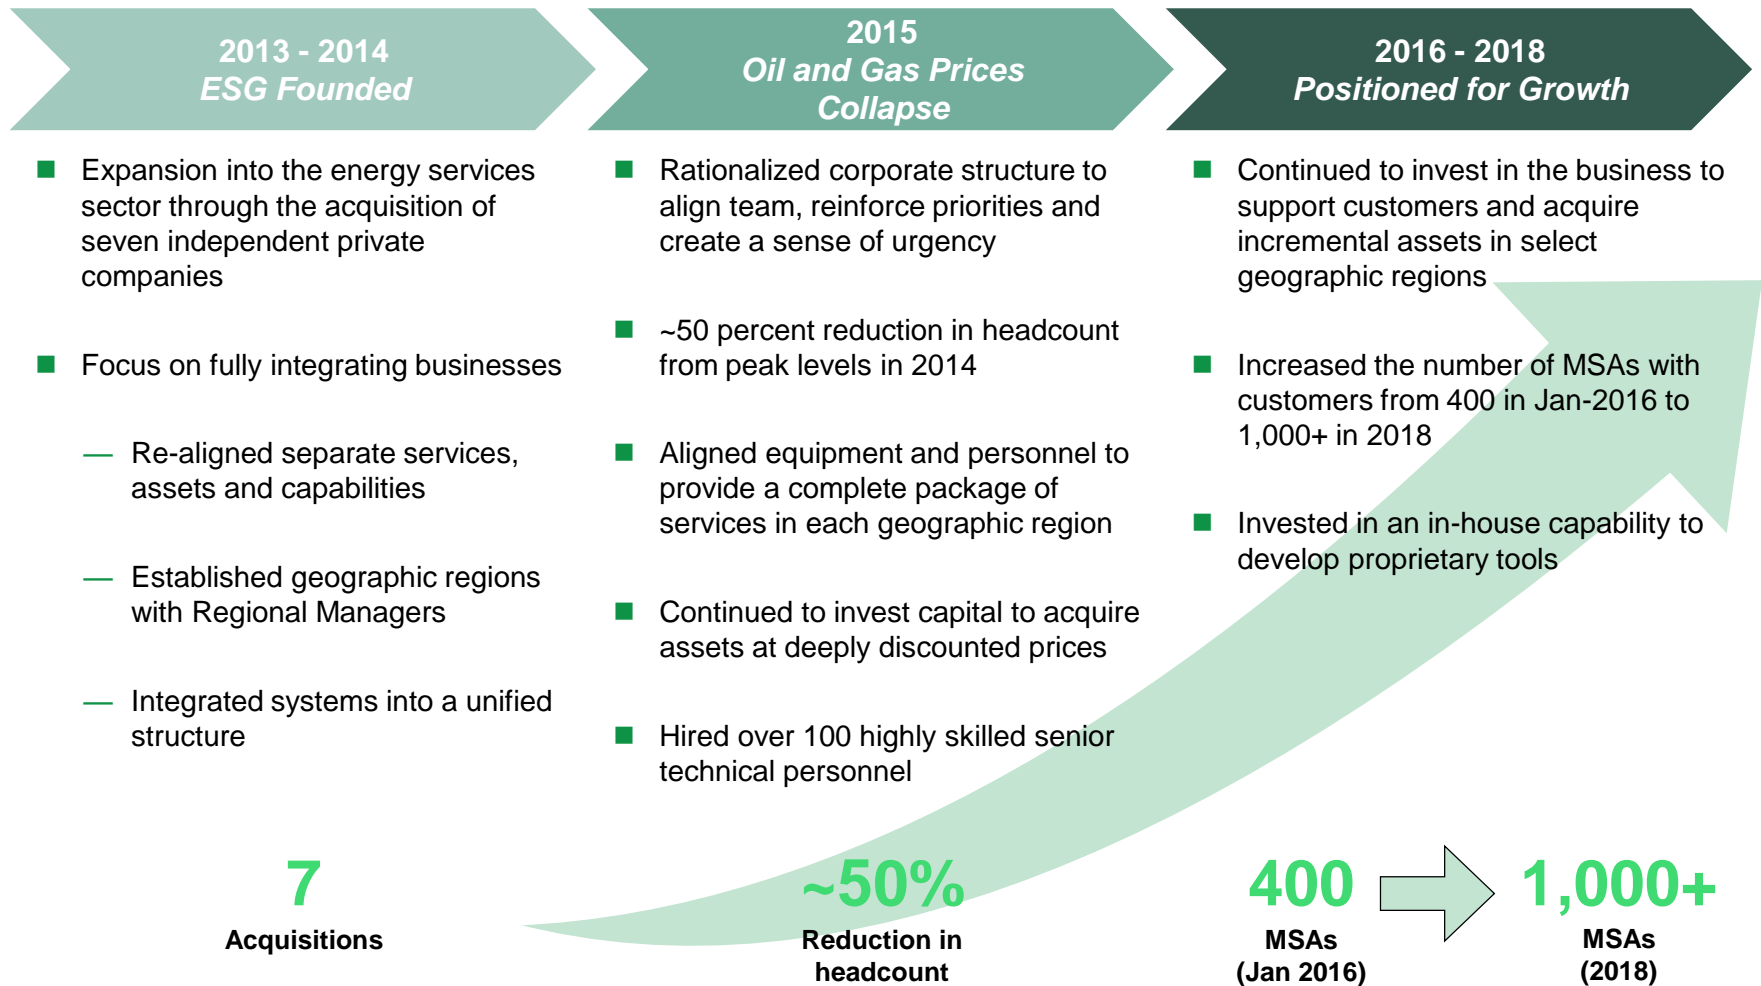 2013 - 2014
ESG Founded
Expansion into the energy services
sector through the acquisition of
seven independent private
companies
Focus on fully integrating businesses
— Re-aligned separate services,
assets and capabilities
— Established geographic regions
with Regional Managers
— Integrated systems into a unified
structure
7
Acquisitions
2015
Oil and Gas Prices
Collapse
Rationalized corporate structure to
align team, reinforce priorities and
create a sense of urgency
~50 percent reduction in headcount
from peak levels in 2014
Aligned equipment and personnel to
provide a complete package of
services in each geographic region
Continued to invest capital to acquire
assets at deeply discounted prices
Hired over 100 highly skilled senior
technical personnel
~50%
Reduction in
headcount
2016 - 2018
Positioned for Growth
Continued to invest in the business to
support customers and acquire
incremental assets in select
geographic regions
Increased the number of MSAs with
customers from 400 in Jan-2016 to
1,000+ in 2018
Invested in an in-house capability to
develop proprietary tools
400
MSAs
(Jan 2016)
1,000+
MSAs
(2018)